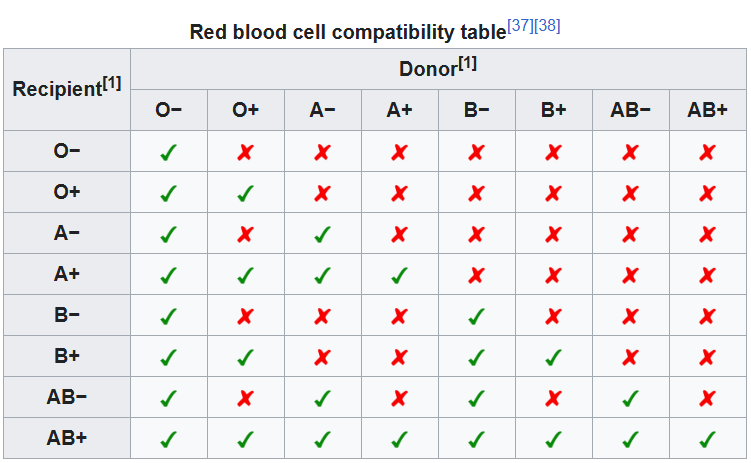 Red blood cell compatibility table[37][38]
Recipient[1] Donor[1]
O− O+ A− A+ B− B+ AB− AB+
O− ✓ ✘ ✘ ✘ ✘ ✘ ✘ ✘
O+ ✓ ✓ ✘ ✘ ✘ ✘ ✘ ✘
A− ✓ ✘ ✓ ✘ ✘ ✘ ✘ ✘
A+ ✓ ✓ ✓ ✓ ✘ ✘ ✘ ✘
B− ✓ ✘ ✘ ✘ ✓ ✘ ✘ ✘
B+ ✓ ✓ ✘ ✘ ✓ ✓ ✘ ✘
AB− ✓ ✘ ✓ ✘ ✓ ✘ ✓ ✘
AB+ ✓ ✓ ✓ ✓ ✓ ✓ ✓ ✓